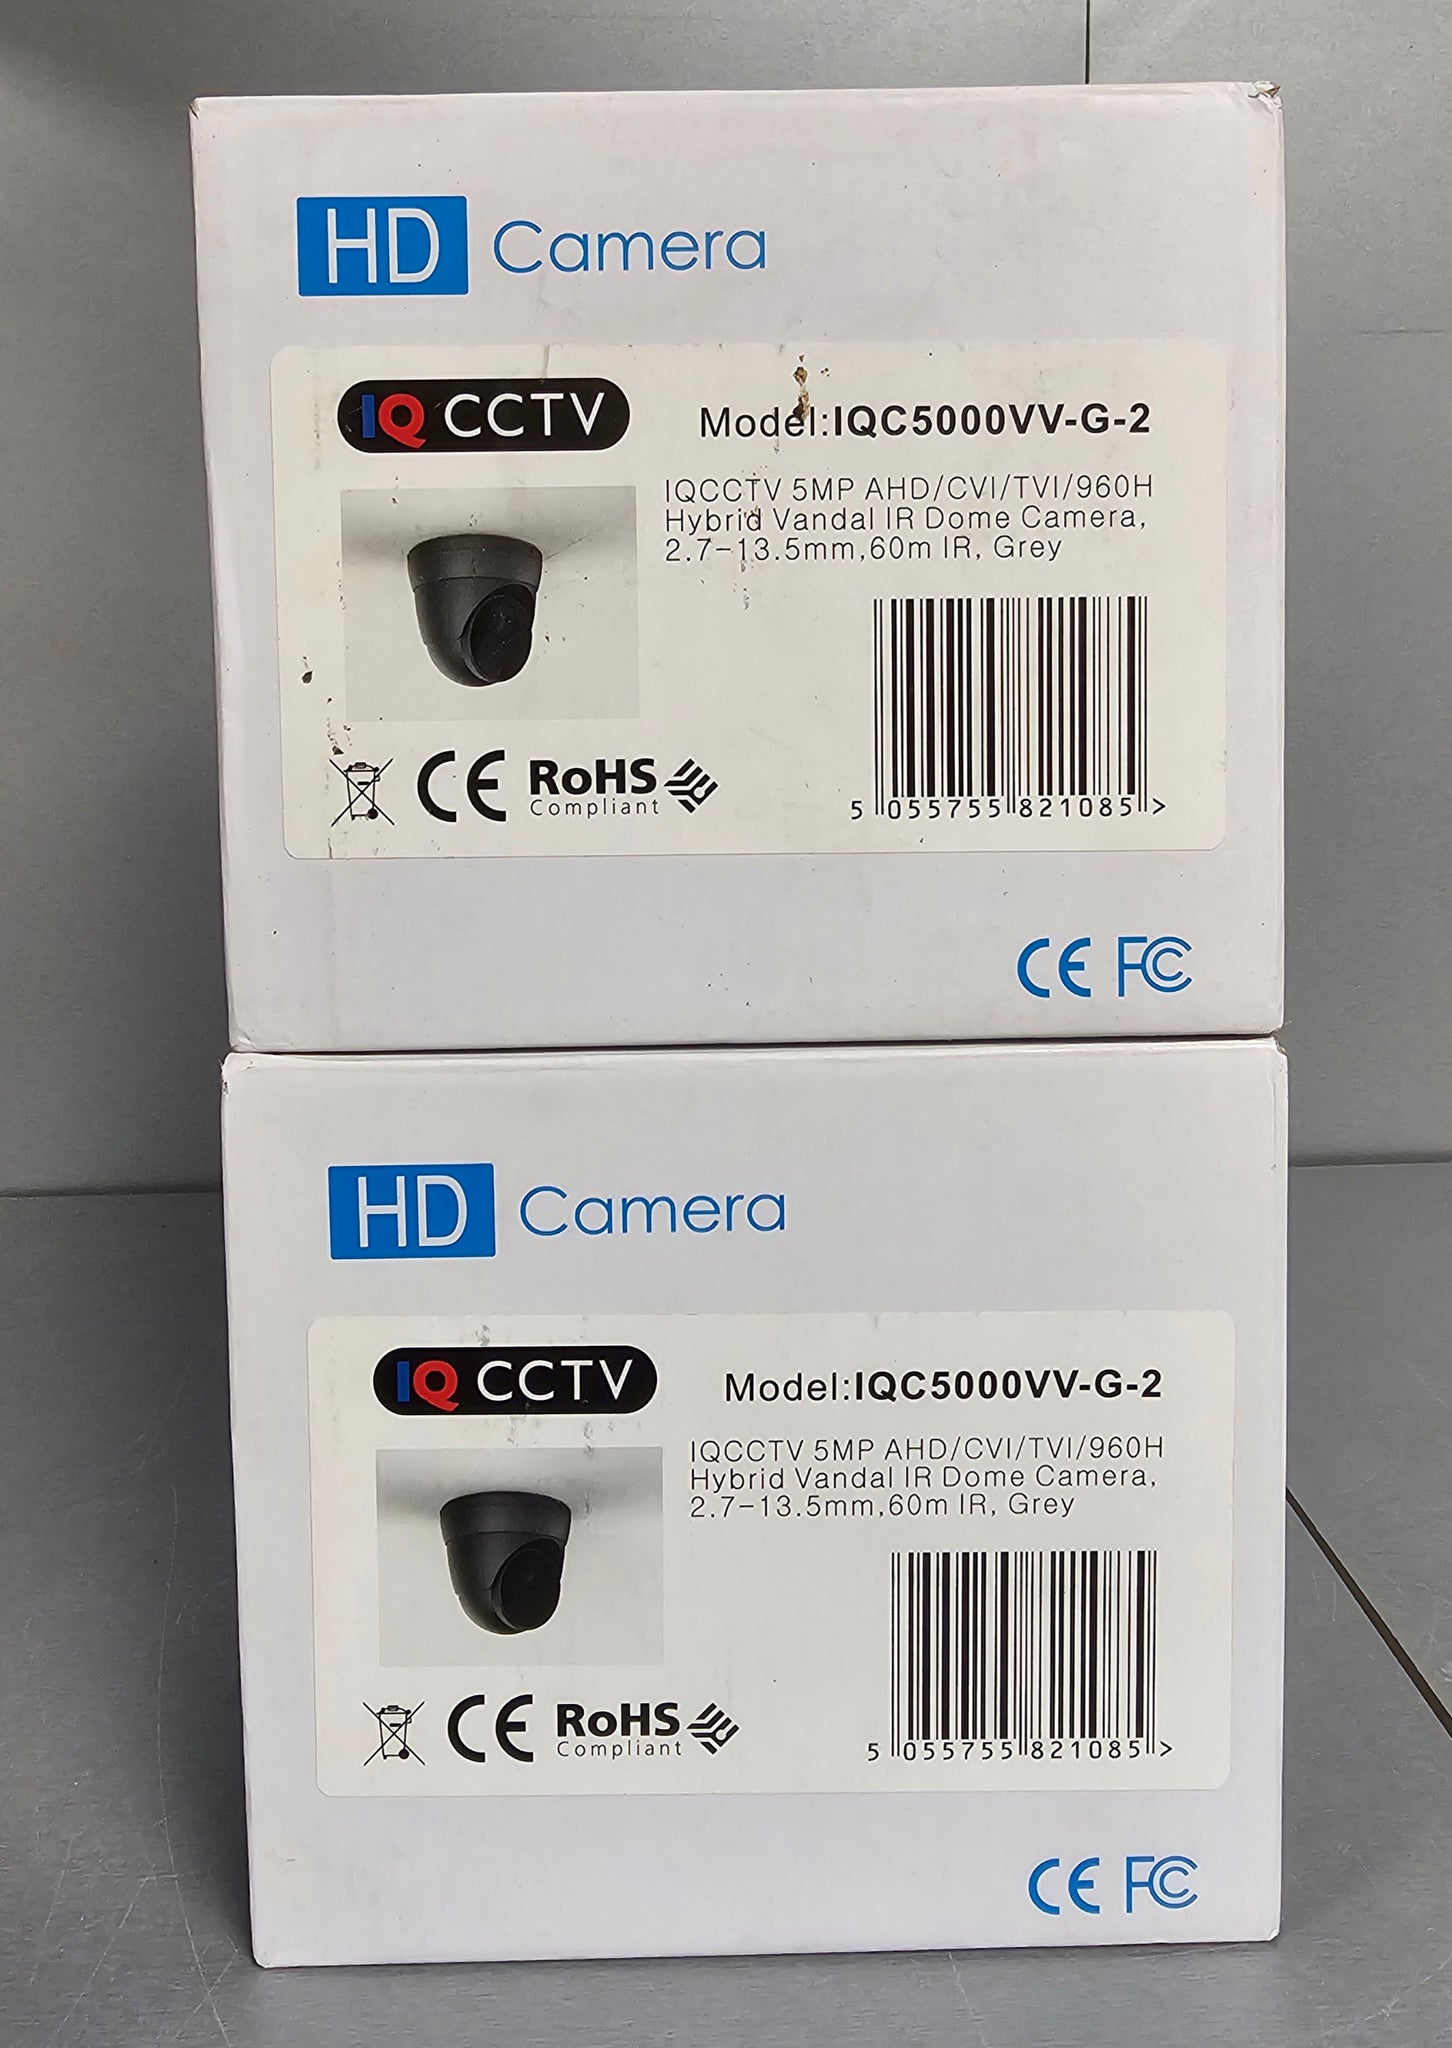 HD Camera
IQ CCTV
Model:IQC5000VV-G-2
IQCCTV 5MP AHD/CVI/TVI/960H
Hybrid Vandal IR Dome Camera,
2.7-13.5mm,60m IR, Grey
CE RoHS
Compliant
5 055755 821085 >
CE FC
HD Camera
IQ CCTV
Model:IQC5000VV-G-2
IQCCTV 5MP AHD/CVI/TVI/960H
Hybrid Vandal IR Dome Camera,
2.7-13.5mm,60m IR, Grey
CE RoHS
Compliant
5 055755 821085 >
CE FC